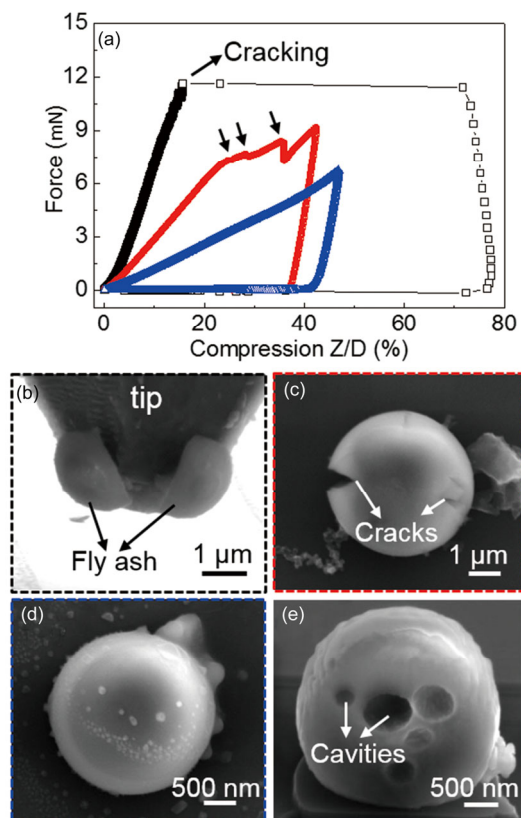 (a)
Cracking
15
12
9
6
3
0
Force (mN)
0 20 40 60 80
Compression Z/D (%)
(b)
tip
Fly ash
1 μm
(c)
Cracks
1 μm
(d)
500 nm
(e)
Cavities
500 nm